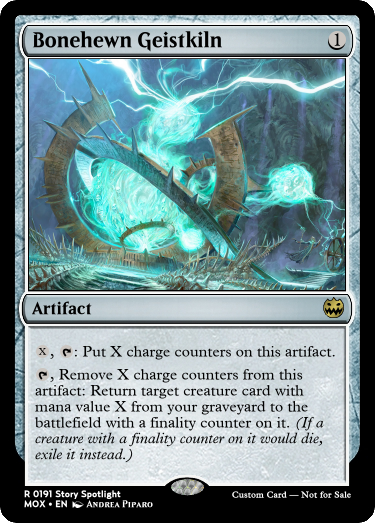 Bonehewn Geistkiln 1
Artifact
X, T: Put X charge counters on this artifact.
T, Remove X charge counters from this
artifact: Return target creature card with
mana value X from your graveyard to the
battlefield with a finality counter on it. (If a
creature with a finality counter on it would die,
exile it instead.)
R 0191 Story Spotlight
MOX • EN Andrea Piparo
Custom Card — Not for Sale